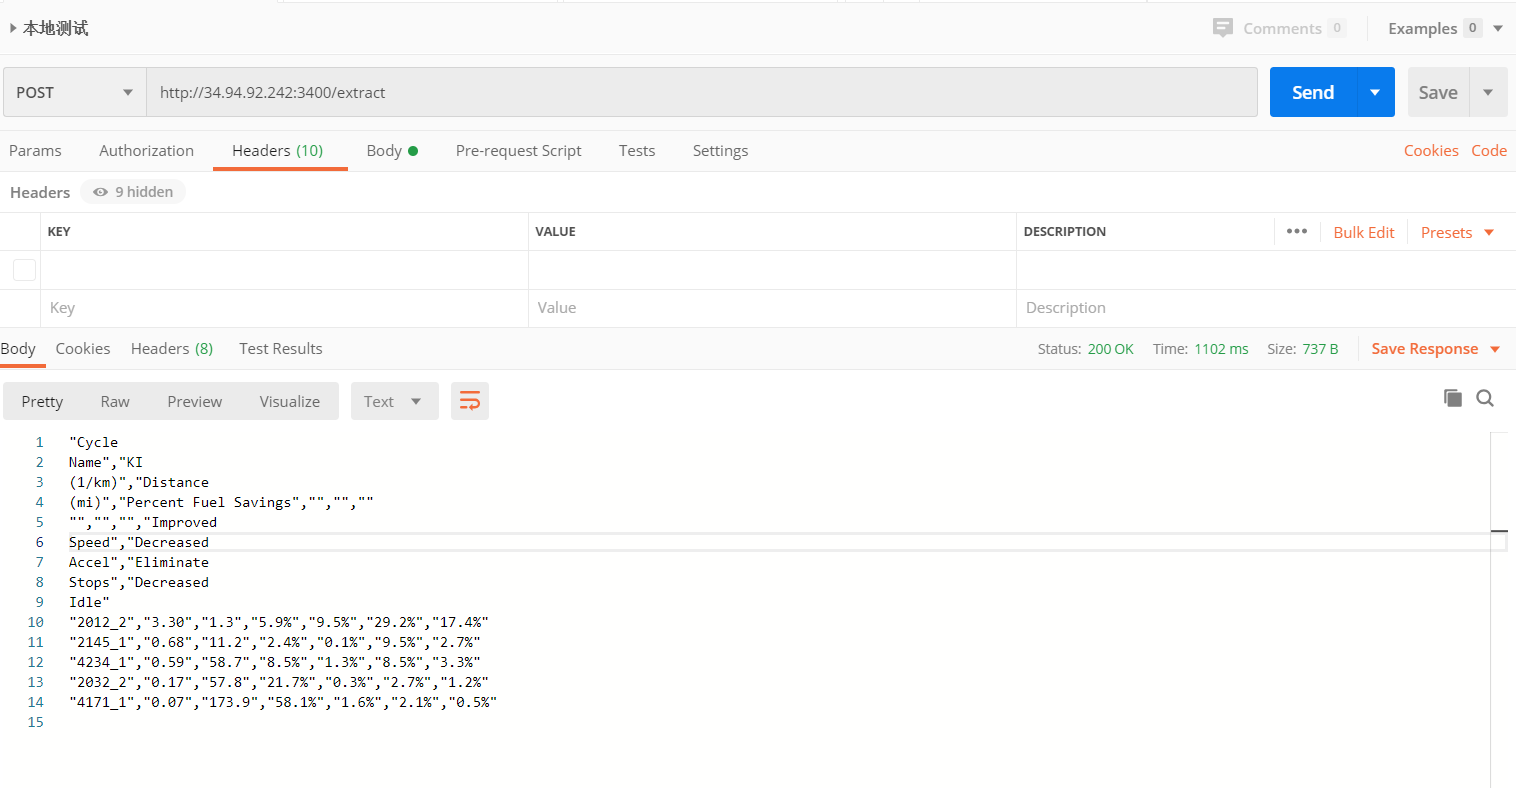 本地测试
Comments 0
Examples 0
POST
http://34.94.92.242:3400/extract
Send
Save
Params Authorization Headers (10) Body Pre-request Script Tests Settings Cookies Code
Headers 9 hidden
KEY VALUE DESCRIPTION ••• Bulk Edit Presets
Key Value Description
Body Cookies Headers (8) Test Results Status: 200 OK Time: 1102 ms Size: 737 B Save Response
Pretty Raw Preview Visualize Text
1 "Cycle
2 Name","KI
3 (1/km)","Distance
4 (mi)","Percent Fuel Savings","","",""
5 "","","","Improved
6 Speed","Decreased
7 Accel","Eliminate
8 Stops","Decreased
9 Idle"
10 "2012_2","3.30","1.3","5.9%","9.5%","29.2%","17.4%"
11 "2145_1","0.68","11.2","2.4%","0.1%","9.5%","2.7%"
12 "4234_1","0.59","58.7","8.5%","1.3%","8.5%","3.3%"
13 "2032_2","0.17","57.8","21.7%","0.3%","2.7%","1.2%"
14 "4171_1","0.07","173.9","58.1%","1.6%","2.1%","0.5%"
15